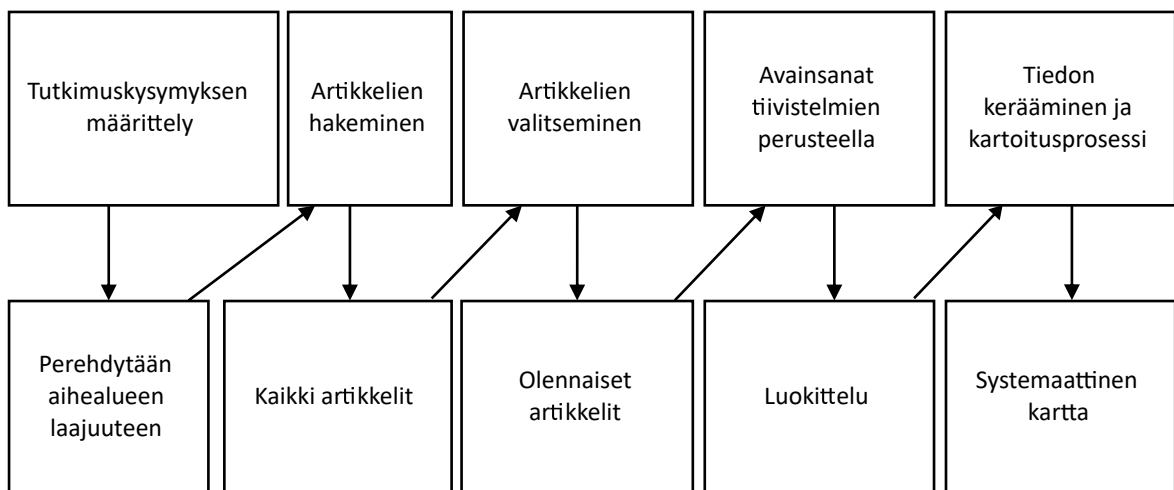 Tutkimuskysymyksen
määrittely
Artikkelien
hakeminen
Artikkelien
valitseminen
Avainsanat
tiivistelmien
perusteella
Tiedon
kerääminen ja
kartoitusprosessi
Perehdytään
aihealueen
laajuuteen
Kaikki artikkelit
Olennaiset
artikkelit
Luokittelu
Systemaattinen
kartta